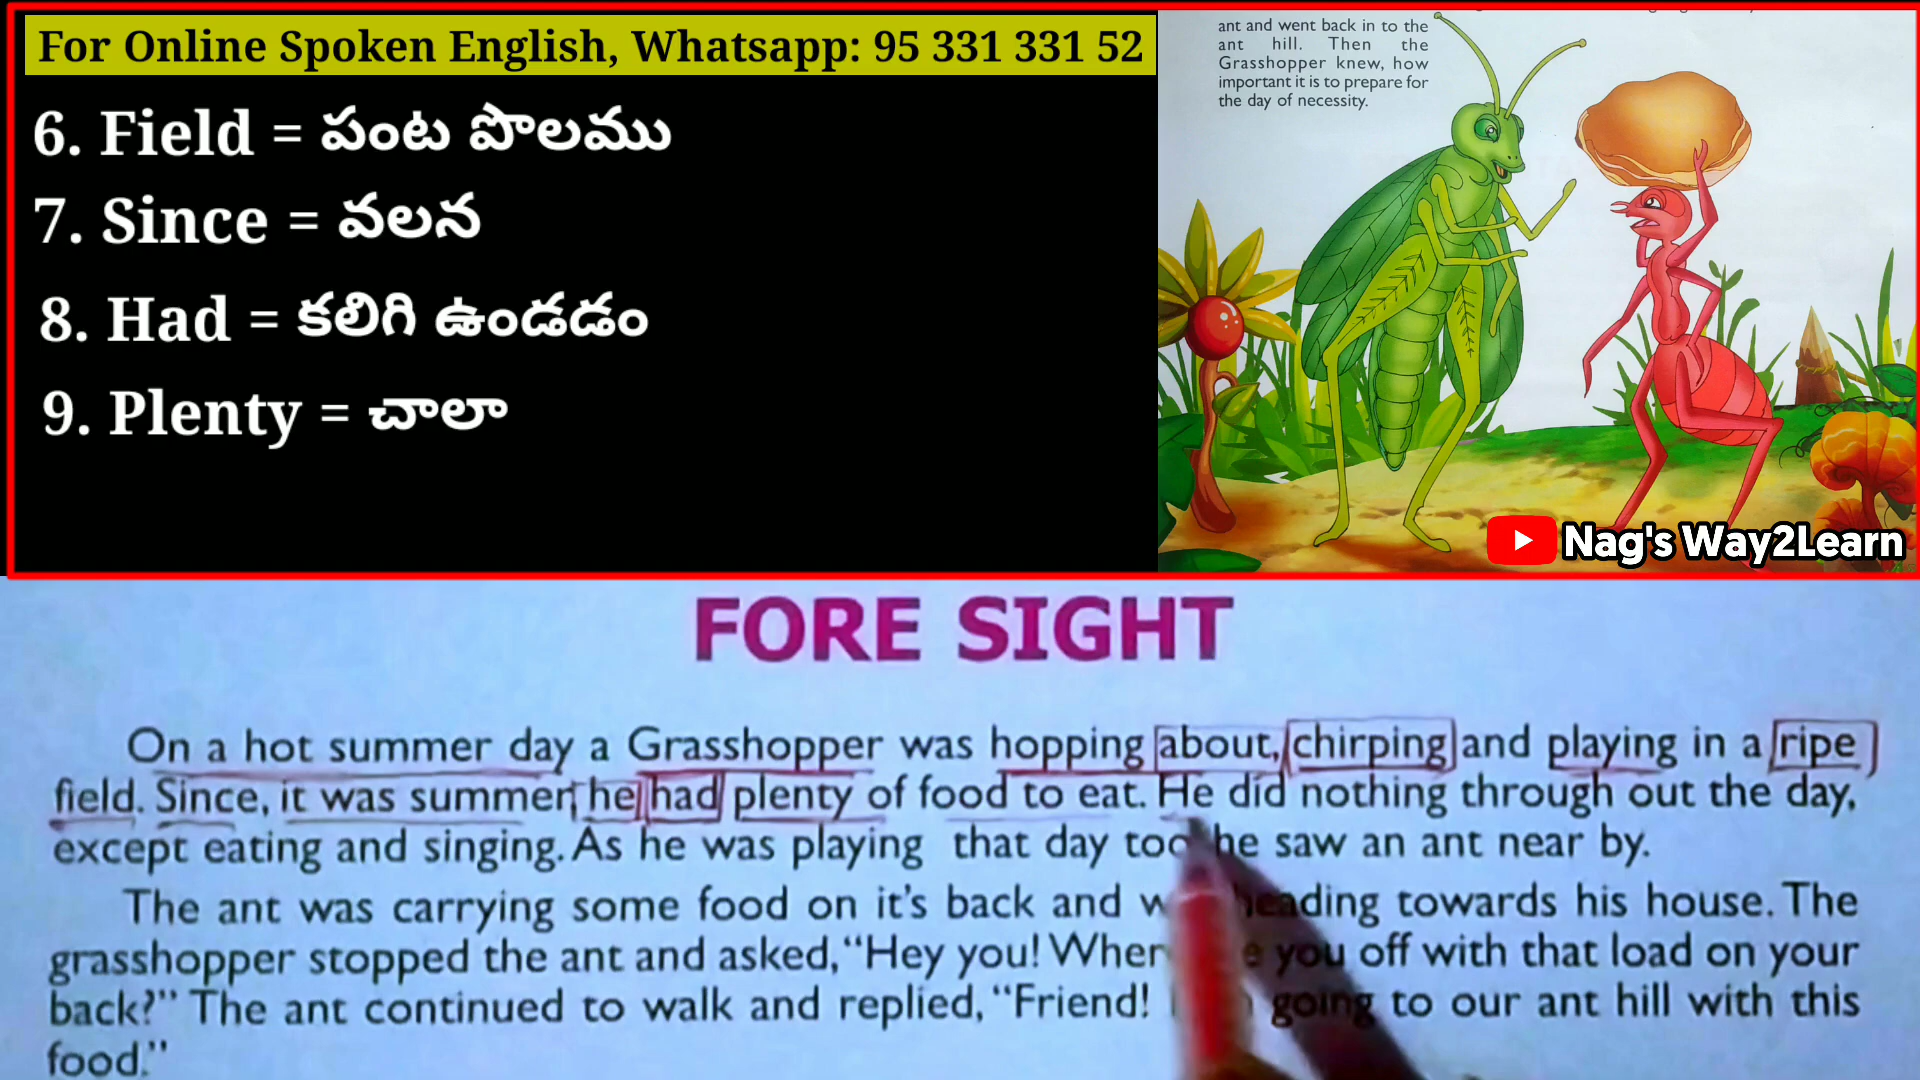 For Online Spoken English, Whatsapp: 95 331 331 52
6. Field = పంట పొలము
7. Since = వలన
8. Had = కలిగి ఉండడం
9. Plenty = చాలా
ant and went back in to the
ant hill. Then the
Grasshopper knew, how
important it is to prepare for
the day of necessity.
Nag's Way2Learn
FORE SIGHT
On a hot summer day a Grasshopper was hopping about, chirping and playing in a ripe
field. Since, it was summer he had plenty of food to eat. He did nothing through out the day,
except eating and singing. As he was playing that day too he saw an ant near by.
The ant was carrying some food on it's back and heading towards his house. The
grasshopper stopped the ant and asked, "Hey you! you off with that load on your
back?" The ant continued to walk and replied, "Friend! going to our ant hill with this
food."